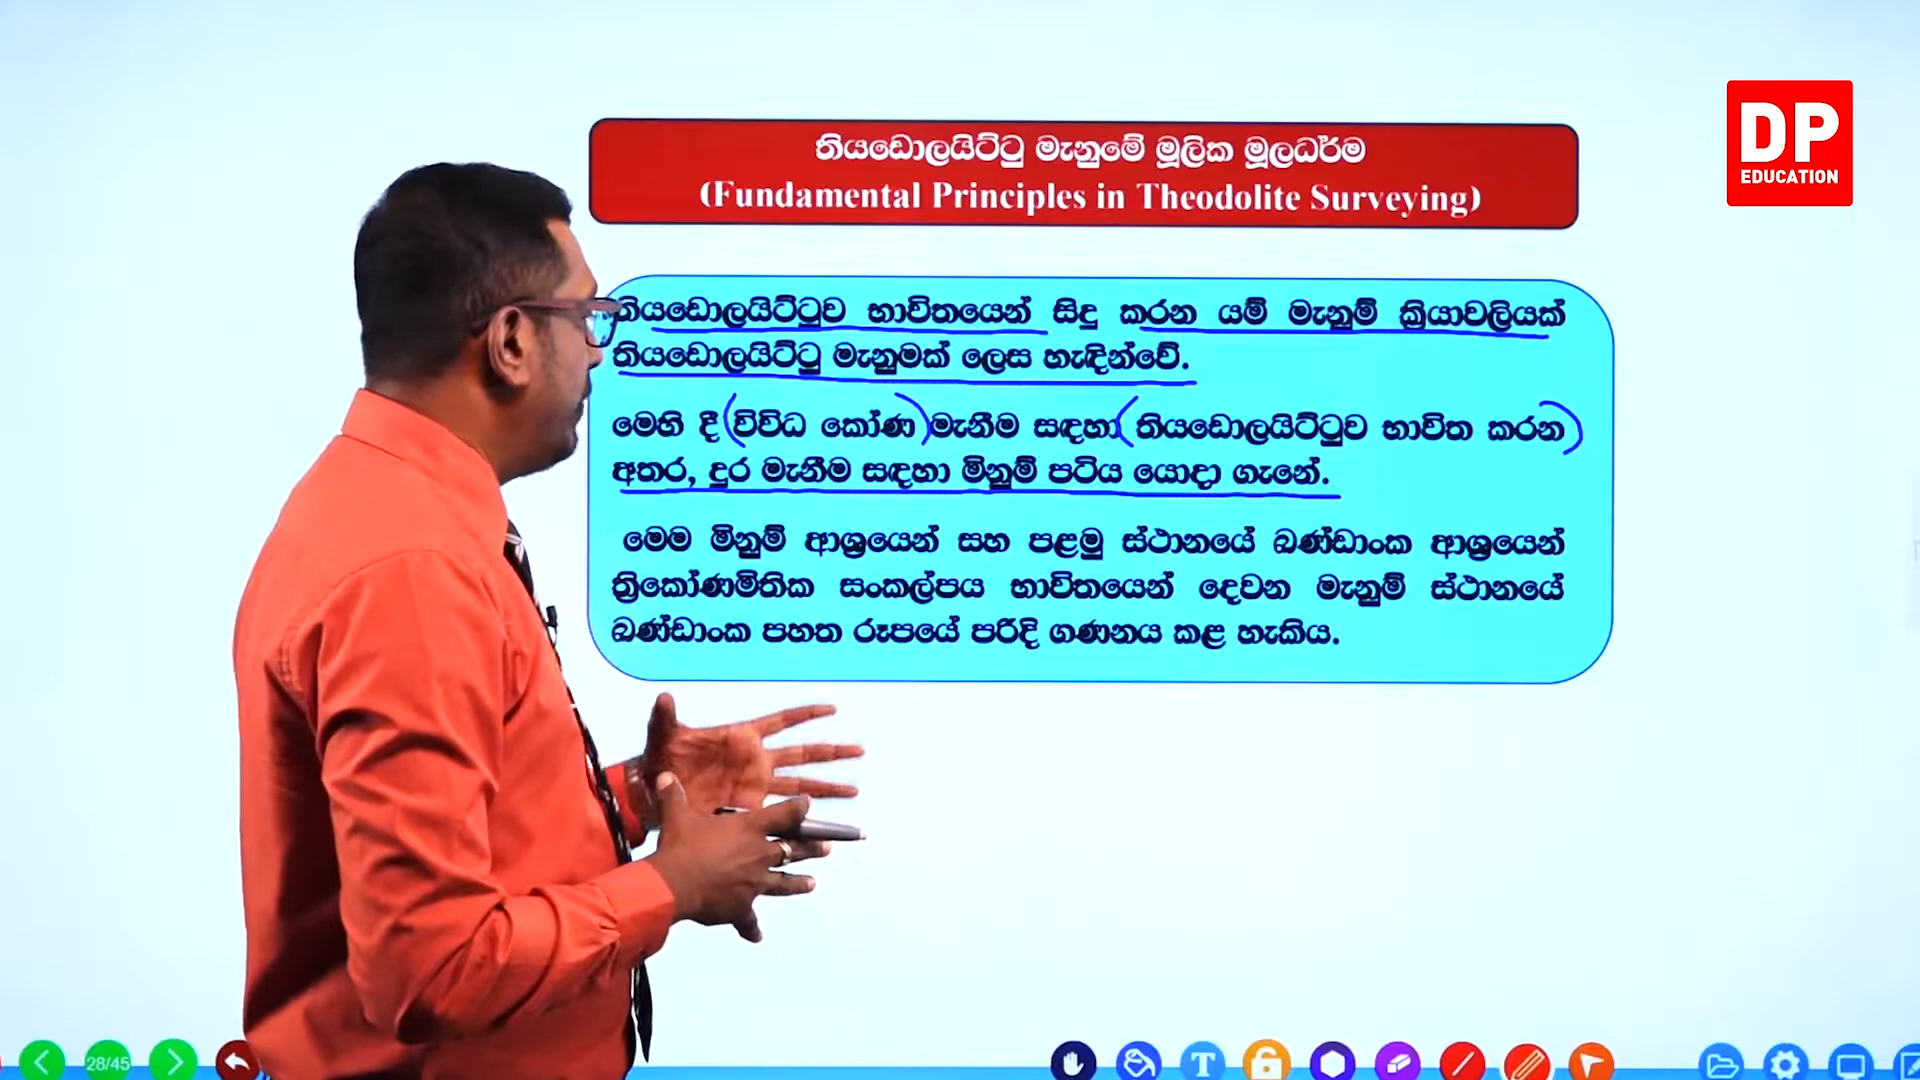 DP
EDUCATION
තියඩොලයිට්ටු මැනුමේ මූලික මූලධර්ම
(Fundamental Principles in Theodolite Surveying)
තියඩොලයිට්ටුව භාවිතයෙන් සිදු කරන යම් මැනුම් ක්‍රියාවලියක්
තියඩොලයිට්ටු මැනුමක් ලෙස හැඳින්වේ.
මෙහි දී විවිධ කෝණ මැනීම සඳහා තියඩොලයිට්ටුව භාවිත කරන
අතර, දුර මැනීම සඳහා මිනුම් පටිය යොදා ගැනේ.
මෙම මිනුම් ආශ්‍රයෙන් සහ පළමු ස්ථානයේ ඛණ්ඩාංක ආශ්‍රයෙන්
ත්‍රිකෝණමිතික සංකල්පය භාවිතයෙන් දෙවන මැනුම් ස්ථානයේ
ඛණ්ඩාංක පහත රූපයේ පරිදි ගණනය කළ හැකිය.
28/45
T